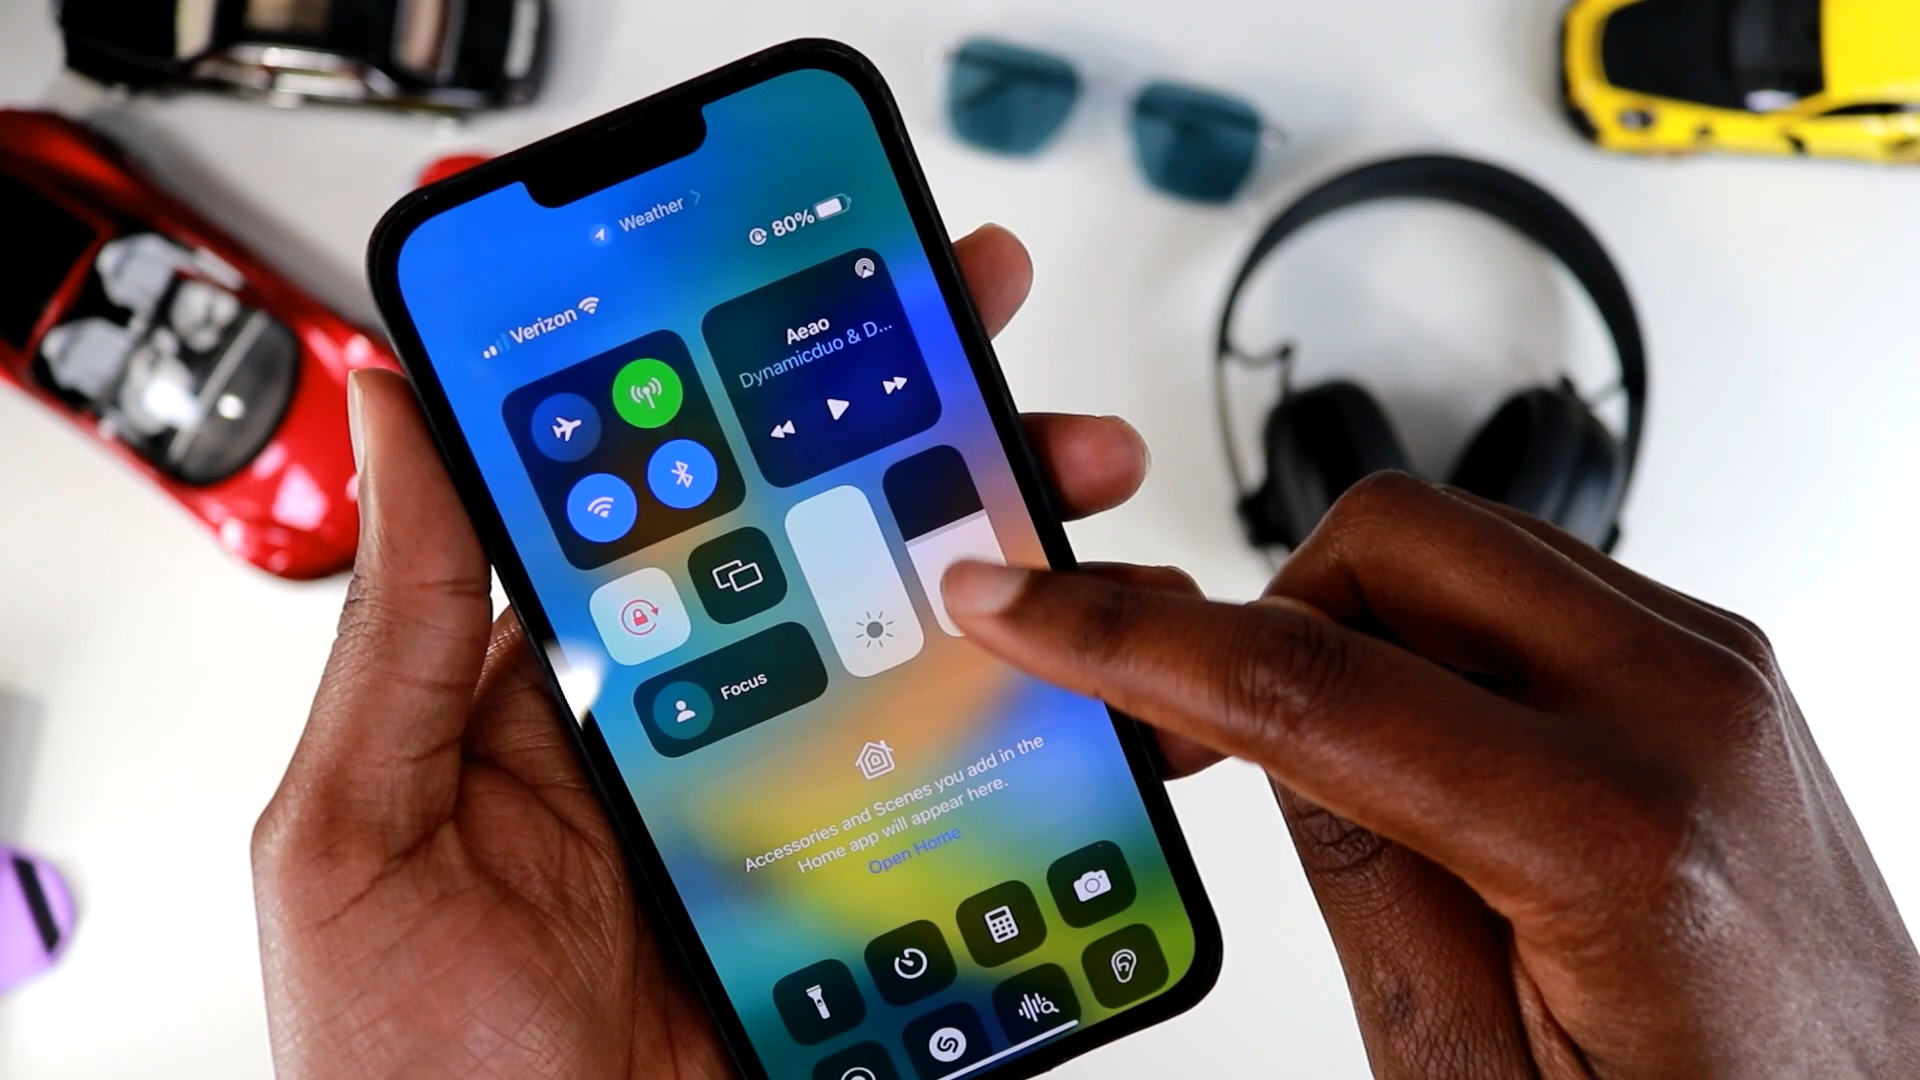 Weather
80%
Verizon
Aeao
Dynamicduo & D...
Focus
Accessories and Scenes you add in the
Home app will appear here.
Open Home